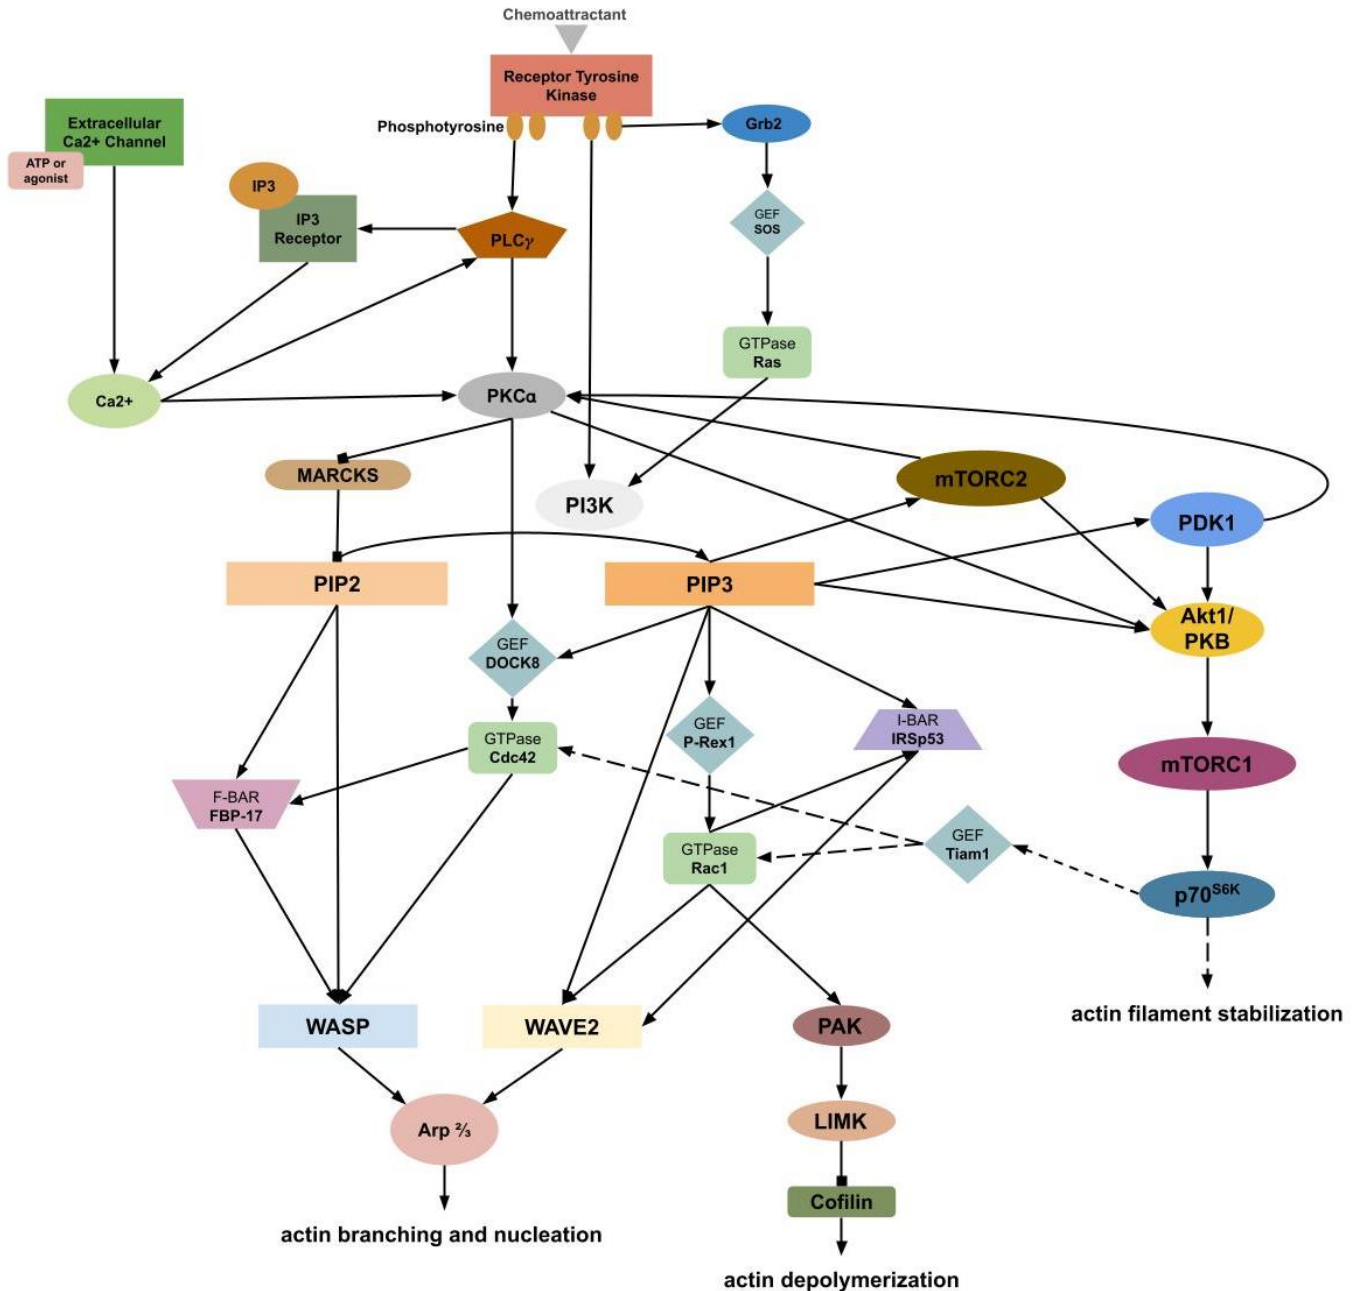 Chemoattractant
Receptor Tyrosine
Kinase
Phosphotyrosine
Grb2
Extracellular
Ca2+ Channel
ATP or
agonist
IP3
IP3
Receptor
PLCγ
GEF
SOS
GTPase
Ras
Ca2+
PKCα
MARCKS
PI3K
mTORC2
PDK1
PIP2
PIP3
Akt1/
PKB
GEF
DOCK8
GEF
P-Rex1
I-BAR
IRSp53
GTPase
Cdc42
mTORC1
F-BAR
FBP-17
GTPase
Rac1
GEF
Tiam1
p70S6K
actin filament stabilization
WASP
WAVE2
PAK
Arp ⅔
LIMK
Cofilin
actin branching and nucleation
actin depolymerization